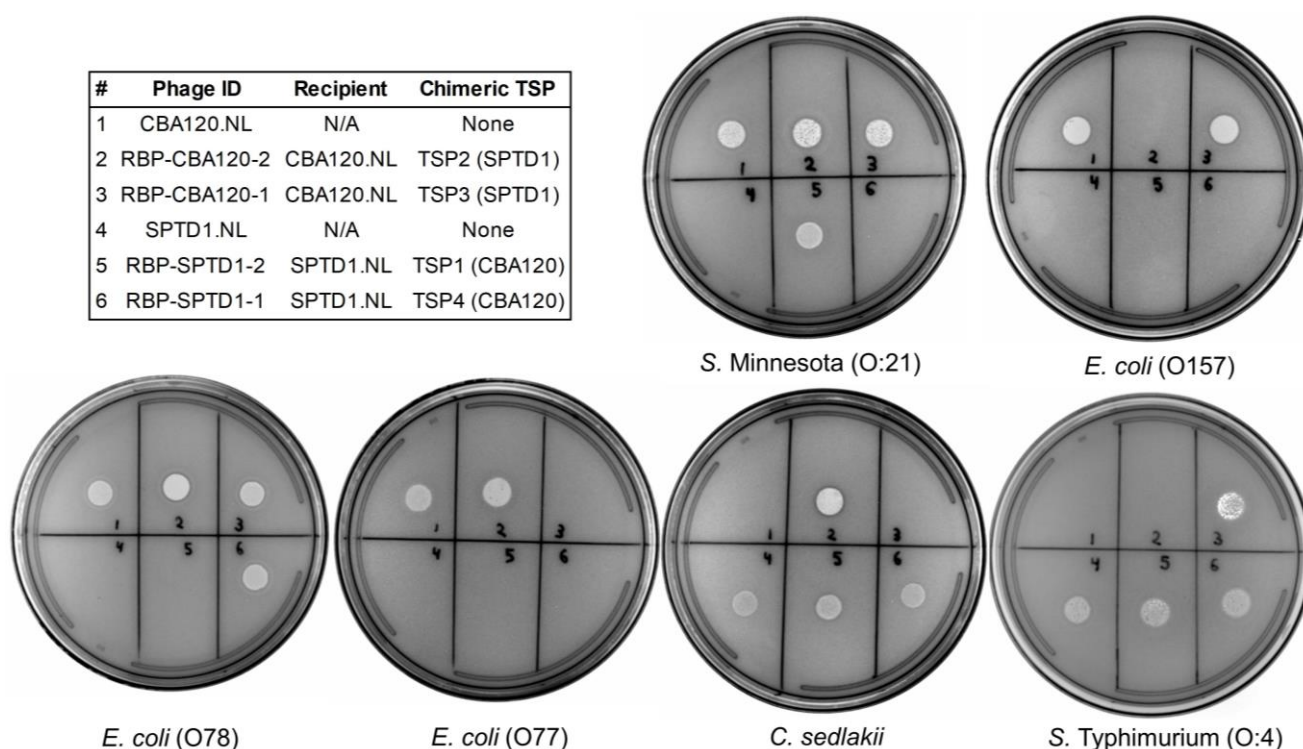 # Phage ID Recipient Chimeric TSP
1 CBA120.NL N/A None
2 RBP-CBA120-2 CBA120.NL TSP2 (SPTD1)
3 RBP-CBA120-1 CBA120.NL TSP3 (SPTD1)
4 SPTD1.NL N/A None
5 RBP-SPTD1-2 SPTD1.NL TSP1 (CBA120)
6 RBP-SPTD1-1 SPTD1.NL TSP4 (CBA120)
1 2 3
4 5 6
S. Minnesota (O:21)
1 2 3
4 5 6
E. coli (O157)
1 2 3
4 5 6
E. coli (O78)
1 2 3
4 5 6
E. coli (O77)
1 2 3
4 5 6
C. sedlakii
1 2 3
4 5 6
S. Typhimurium (O:4)